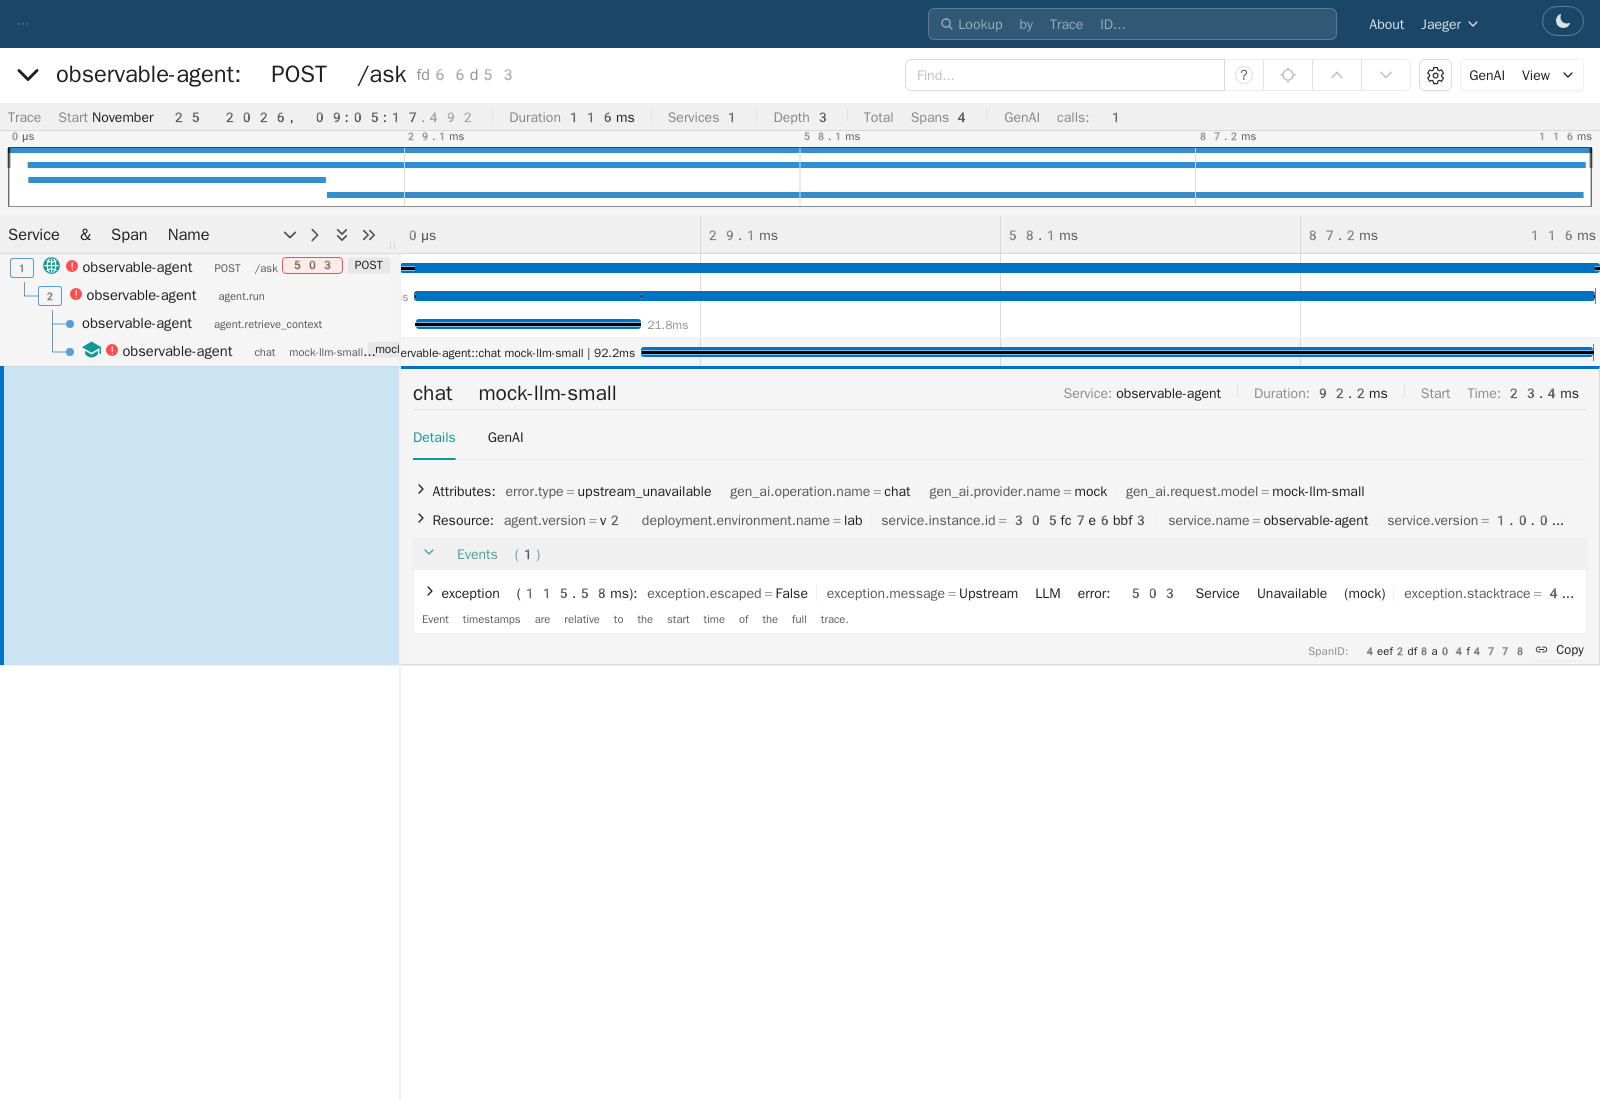 Lookup by Trace ID... About Jaeger
observable-agent: POST /ask fd66d53 Find... ? GenAI View
Trace Start November 25 2026, 09:05:17.492 Duration 116ms Services 1 Depth 3 Total Spans 4 GenAI calls: 1
0μs 29.1ms 58.1ms 87.2ms 116ms
Service & Span Name 0μs 29.1ms 58.1ms 87.2ms 116ms
1 observable-agent POST /ask 503 POST
2 observable-agent agent.run s
observable-agent agent.retrieve_context 21.8ms
observable-agent chat mock-llm-small... mocl ervable-agent::chat mock-llm-small | 92.2ms
chat mock-llm-small Service: observable-agent Duration: 92.2ms Start Time: 23.4ms
Details GenAI
Attributes: error.type = upstream_unavailable gen_ai.operation.name = chat gen_ai.provider.name = mock gen_ai.request.model = mock-llm-small
Resource: agent.version = v2 deployment.environment.name = lab service.instance.id = 305fc7e6bbf3 service.name = observable-agent service.version = 1.0.0...
Events (1)
exception (115.58ms): exception.escaped = False exception.message = Upstream LLM error: 503 Service Unavailable (mock) exception.stacktrace = 4...
Event timestamps are relative to the start time of the full trace.
SpanID: 4eef2df8a04f4778 Copy